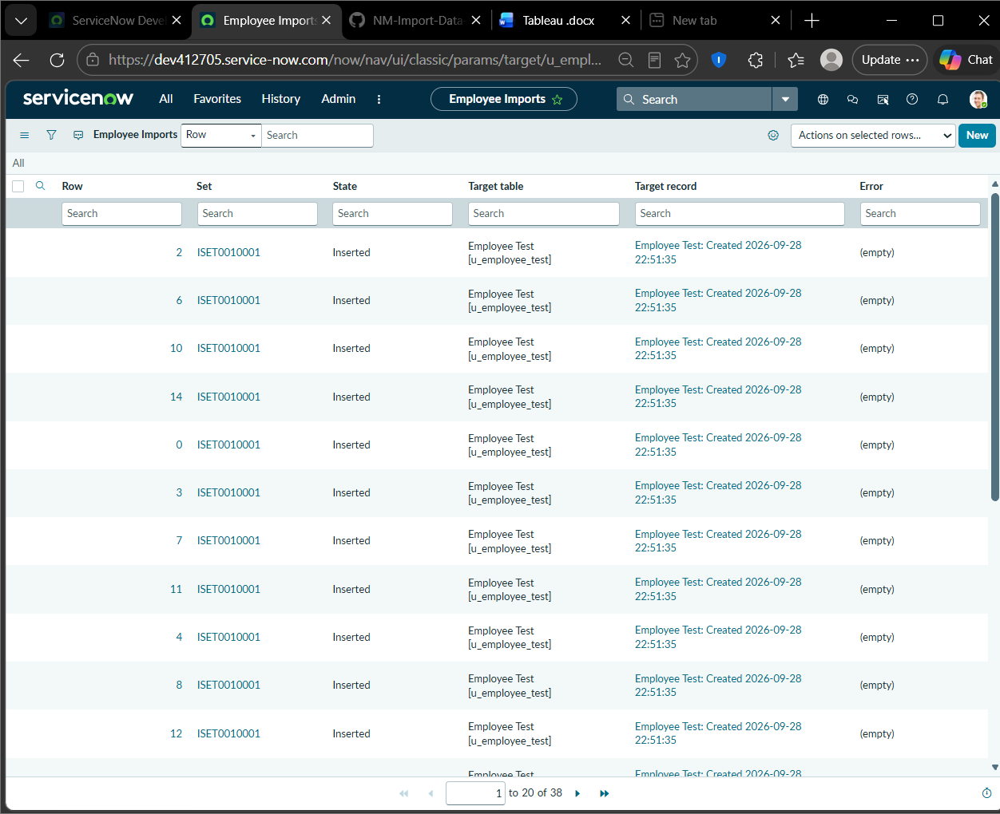 ServiceNow Devel
Employee Imports
NM-Import-Data-
Tableau .docx
New tab
https://dev412705.service-now.com/now/nav/ui/classic/params/target/u_empl...
Update
Chat
servicenow
All
Favorites
History
Admin
Employee Imports
Search
Employee Imports
Row
Search
Actions on selected rows...
New
All
Row Set State Target table Target record Error
Search Search Search Search Search Search
2 ISET0010001 Inserted Employee Test [u_employee_test] Employee Test: Created 2026-09-28 22:51:35 (empty)
6 ISET0010001 Inserted Employee Test [u_employee_test] Employee Test: Created 2026-09-28 22:51:35 (empty)
10 ISET0010001 Inserted Employee Test [u_employee_test] Employee Test: Created 2026-09-28 22:51:35 (empty)
14 ISET0010001 Inserted Employee Test [u_employee_test] Employee Test: Created 2026-09-28 22:51:35 (empty)
0 ISET0010001 Inserted Employee Test [u_employee_test] Employee Test: Created 2026-09-28 22:51:35 (empty)
3 ISET0010001 Inserted Employee Test [u_employee_test] Employee Test: Created 2026-09-28 22:51:35 (empty)
7 ISET0010001 Inserted Employee Test [u_employee_test] Employee Test: Created 2026-09-28 22:51:35 (empty)
11 ISET0010001 Inserted Employee Test [u_employee_test] Employee Test: Created 2026-09-28 22:51:35 (empty)
4 ISET0010001 Inserted Employee Test [u_employee_test] Employee Test: Created 2026-09-28 22:51:35 (empty)
8 ISET0010001 Inserted Employee Test [u_employee_test] Employee Test: Created 2026-09-28 22:51:35 (empty)
12 ISET0010001 Inserted Employee Test [u_employee_test] Employee Test: Created 2026-09-28 22:51:35 (empty)
Employee Test Employee Test: Created 2026-09-28
1 to 20 of 38